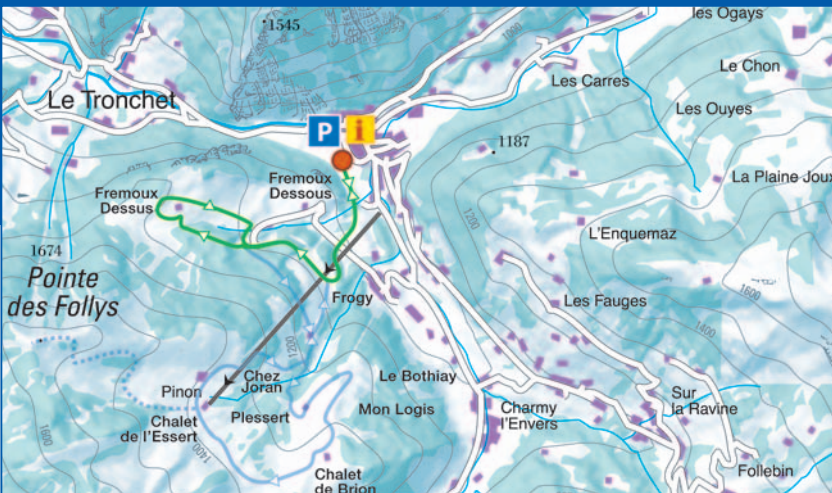 1545
les Ogays
1000
Le Chon
Les Carres
Le Tronchet
Les Ouyes
P i
1187
La Plaine Joux
Fremoux
Dessous
Fremoux
Dessus
1200
L'Enquemaz
1674
Pointe
des Follys
1600
Frogy
Les Fauges
1400
1200
Pinon
Chez
Joran
Le Bothiay
Plessert
Mon Logis
Chalet
de l'Essert
Charmy
l'Envers
Sur
la Ravine
1600
1400
Follebin
Chalet
de Brion